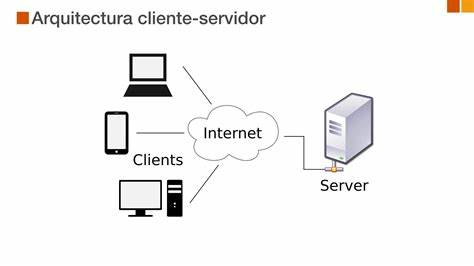 Arquitectura cliente-servidor
Internet
Clients
Server